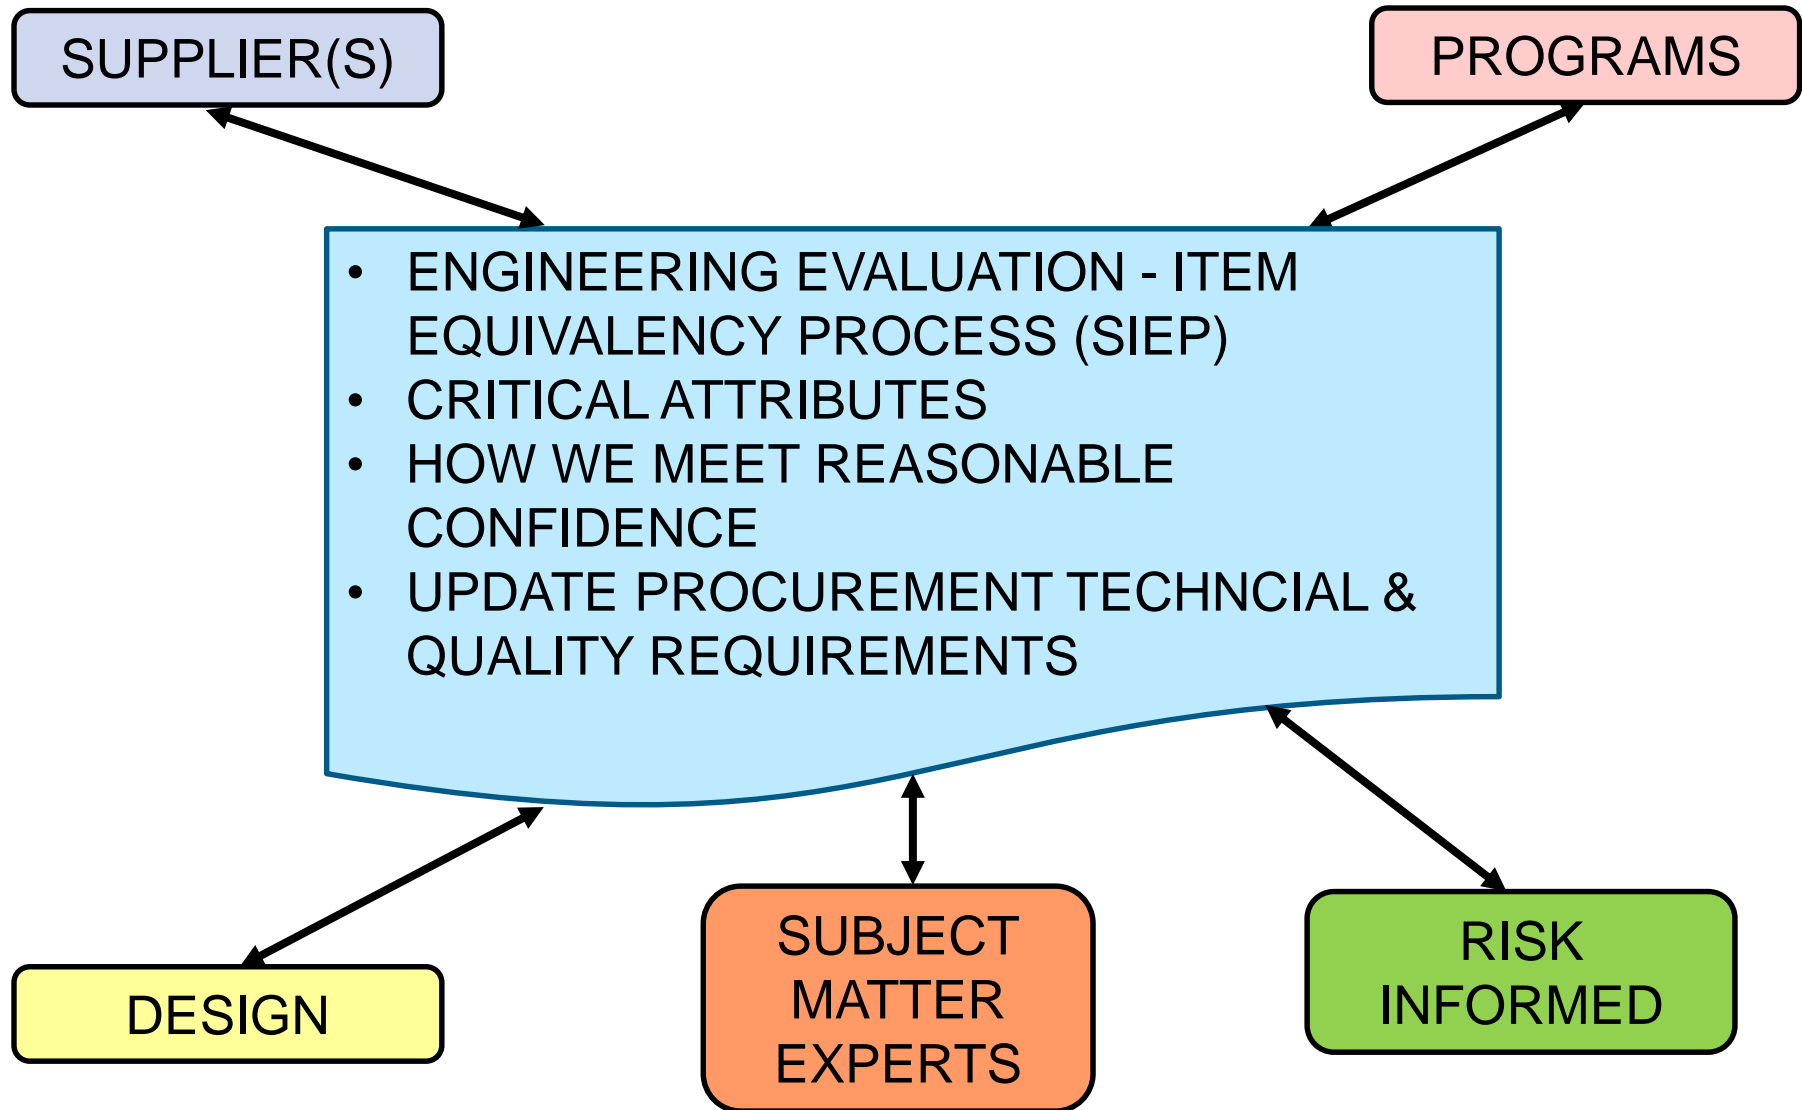 SUPPLIER(S)
PROGRAMS
• ENGINEERING EVALUATION - ITEM
EQUIVALENCY PROCESS (SIEP)
• CRITICAL ATTRIBUTES
• HOW WE MEET REASONABLE
CONFIDENCE
• UPDATE PROCUREMENT TECHNCIAL &
QUALITY REQUIREMENTS
DESIGN
SUBJECT
MATTER
EXPERTS
RISK
INFORMED